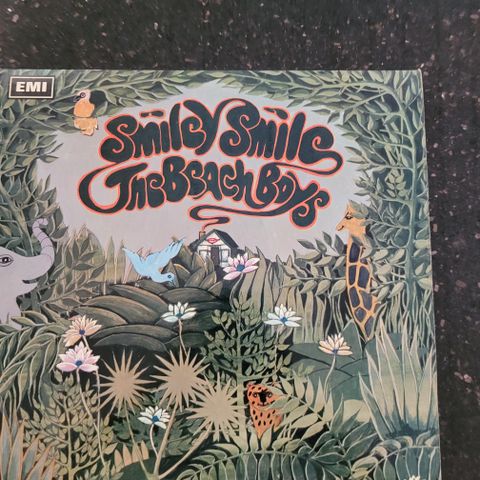 EMI
Smiley Smile
The Beach Boys